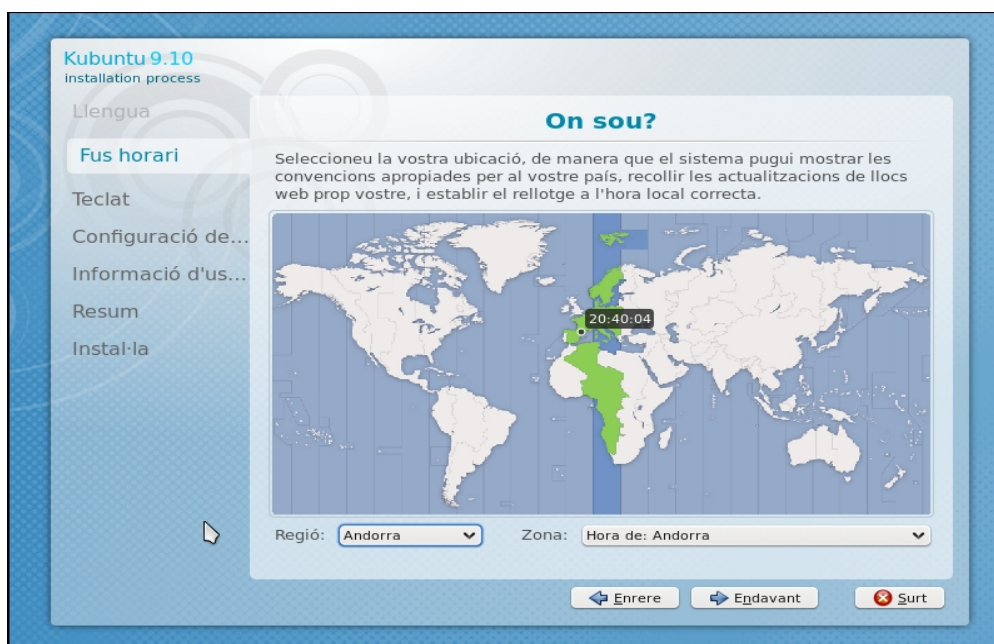 Kubuntu 9.10
installation process
Llengua
Fus horari
Teclat
Configuració de...
Informació d'us...
Resum
Instal·la
On sou?
Seleccioneu la vostra ubicació, de manera que el sistema pugui mostrar les
convencions apropiades per al vostre país, recollir les actualitzacions de llocs
web prop vostre, i establir el rellotge a l'hora local correcta.
20:40:04
Regió: Andorra Zona: Hora de: Andorra
Enrere Endavant Surt